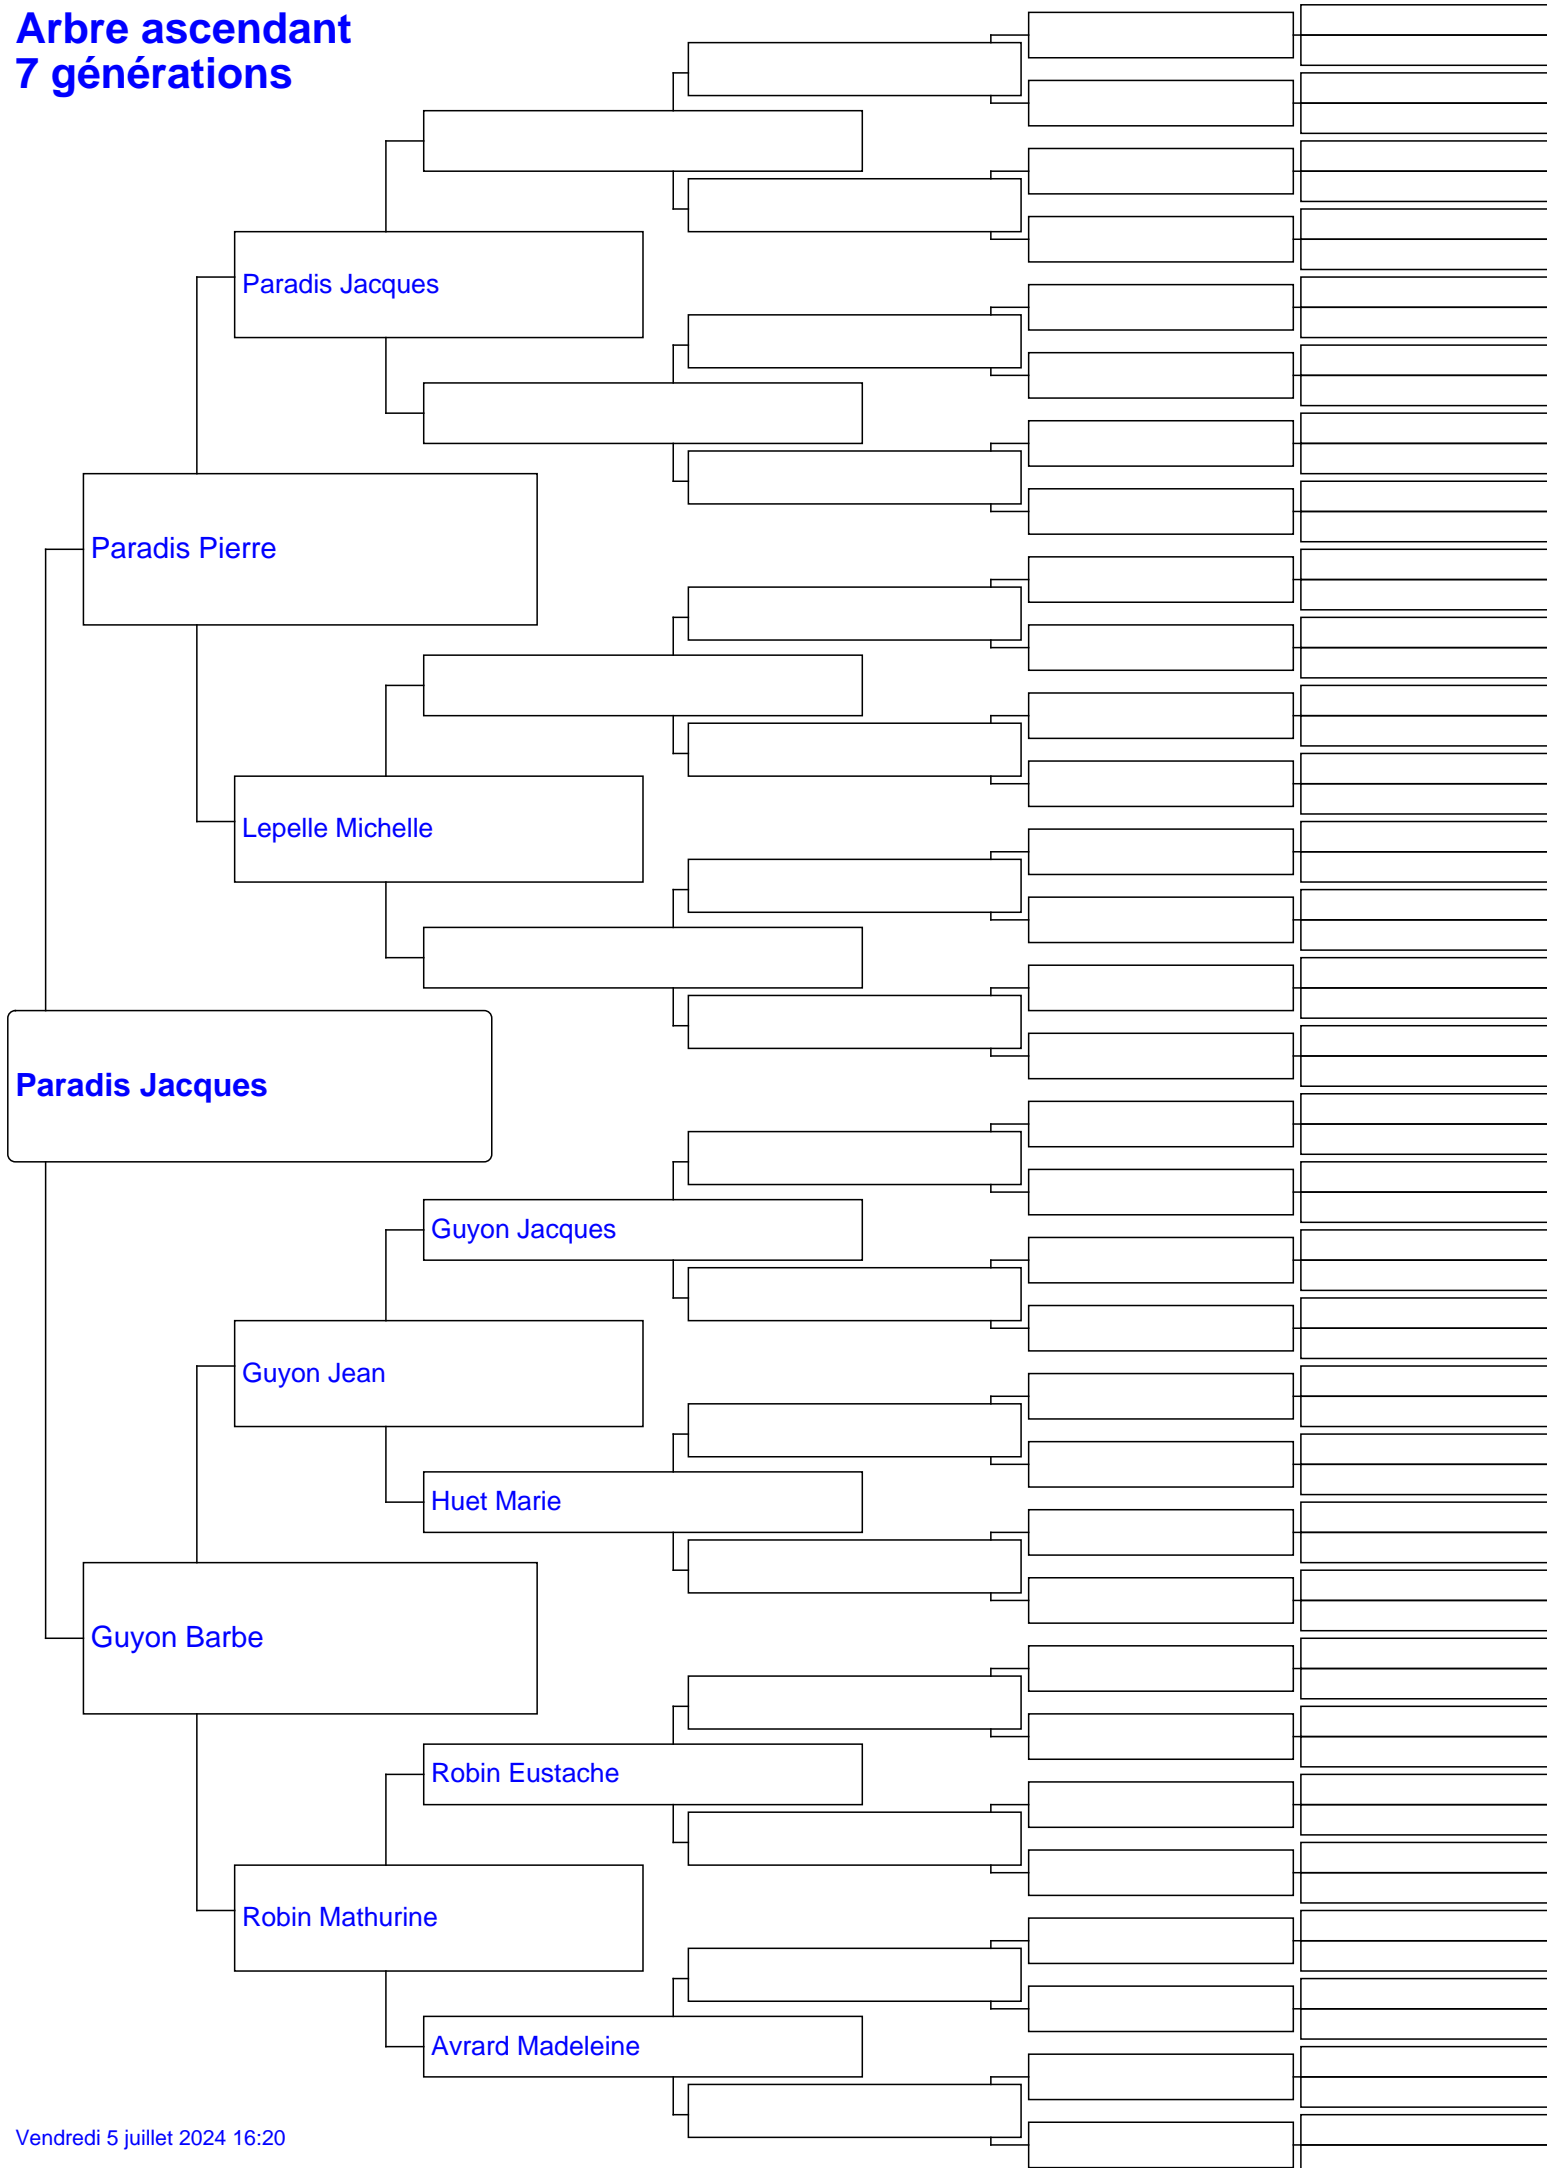 Arbre ascendant
7 générations
Paradis Jacques
Paradis Pierre
Lepelle Michelle
Paradis Jacques
Guyon Jacques
Guyon Jean
Huet Marie
Guyon Barbe
Robin Eustache
Robin Mathurine
Avrard Madeleine
Vendredi 5 juillet 2024 16:20